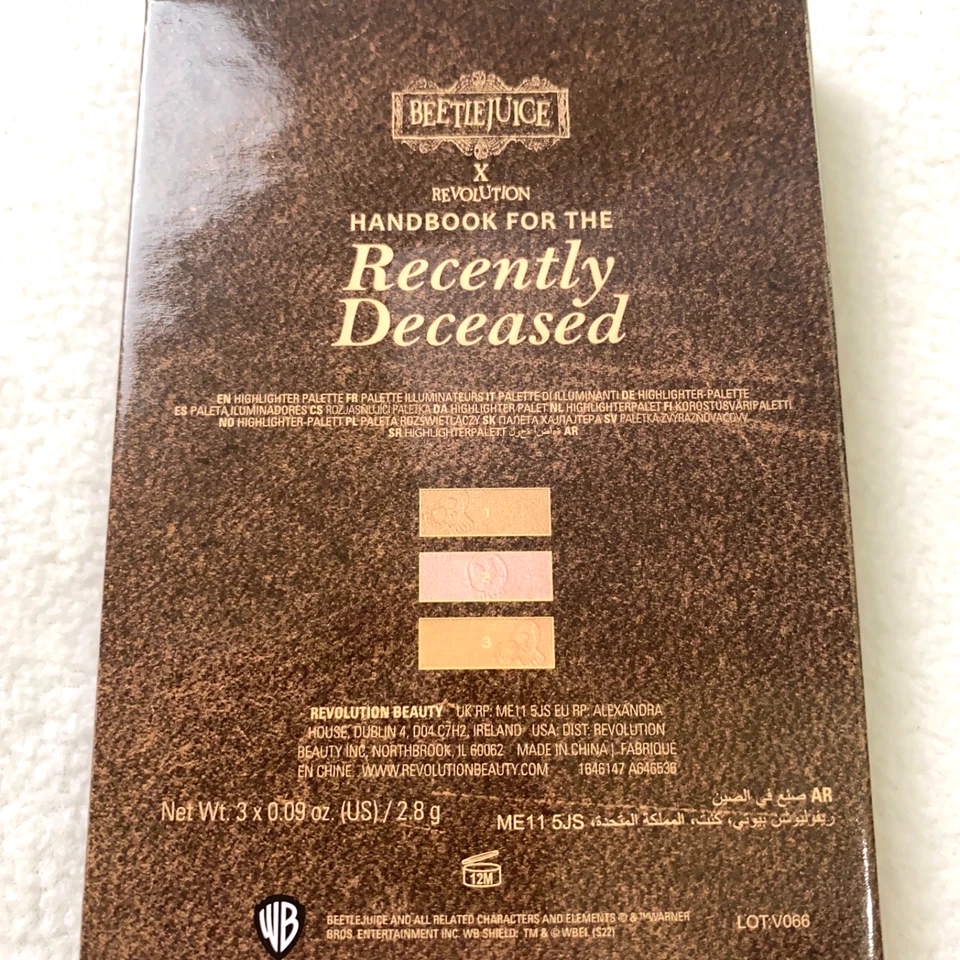 BEETLEJUICE
X
REVOLUTION
HANDBOOK FOR THE
Recently
Deceased
EN HIGHLIGHTER PALETTE FR PALETTE ILLUMINATEURS IT PALETTE DI ILLUMINANTI DE HIGHLIGHTER-PALETTE
ES PALETA ILUMINADORES CS ROZJASŇUJÍCÍ PALETKA DA HIGHLIGHTER PALET NL HIGHLIGHTERPALET FI KOROSTUSVÄRIPALETTI
NO HIGHLIGHTER-PALETT PL PALETA ROZŚWIETLACZY SK ПАЛЕТА ХАЙЛАЙТЕРА SV PALETKA ZVÝRAZŇOVAČOV
SR HIGHLIGHTERPALETT AR
1
2
3
REVOLUTION BEAUTY UK RP: ME11 5JS EU RP: ALEXANDRA
HOUSE, DUBLIN 4, D04 C7H2, IRELAND USA: DIST. REVOLUTION
BEAUTY INC, NORTHBROOK, IL 60062 MADE IN CHINA | FABRIQUÉ
EN CHINE. WWW.REVOLUTIONBEAUTY.COM 1646147 A646536
AR صنع في الصين
ريفوليوشن بيوتي، كنت، المملكة المتحدة، ME11 5JS
Net Wt. 3 x 0.09 oz. (US) / 2.8 g
12M
WB
BEETLEJUICE AND ALL RELATED CHARACTERS AND ELEMENTS © & ™ WARNER
BROS. ENTERTAINMENT INC. WB SHIELD: TM & © WBEI. (S22)
LOT:V066